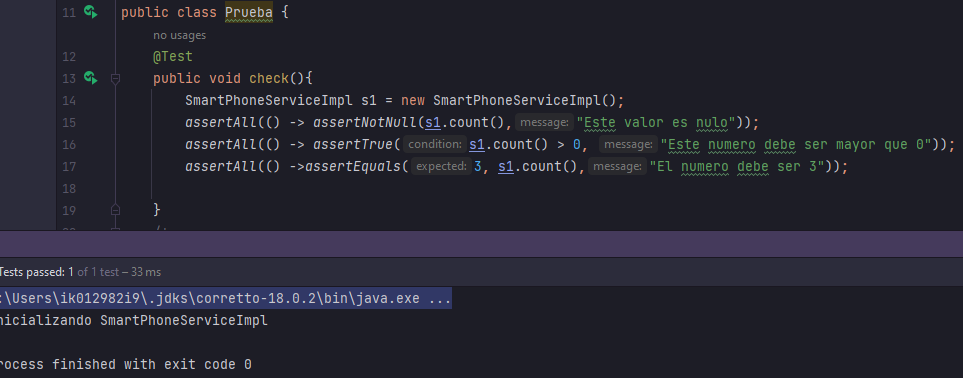 11 public class Prueba {
no usages
12 @Test
13 public void check(){
14 SmartPhoneServiceImpl s1 = new SmartPhoneServiceImpl();
15 assertAll(() -> assertNotNull(s1.count(), message: "Este valor es nulo"));
16 assertAll(() -> assertTrue( condition: s1.count() > 0, message: "Este numero debe ser mayor que 0"));
17 assertAll(() ->assertEquals( expected: 3, s1.count(), message: "El numero debe ser 3"));
18
19 }
Tests passed: 1 of 1 test – 33 ms
:\Users\ik012982i9\.jdks\corretto-18.0.2\bin\java.exe ...
nicializando SmartPhoneServiceImpl
rocess finished with exit code 0